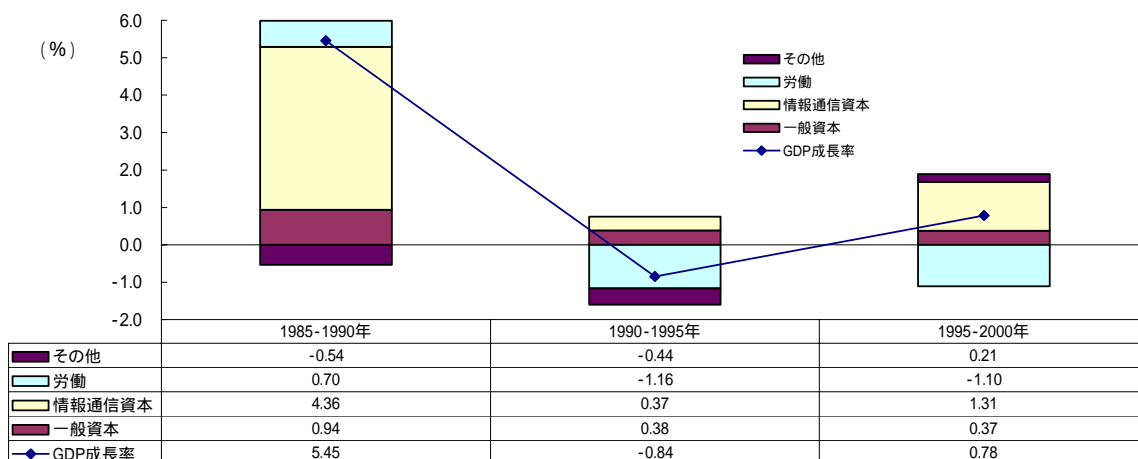 (%)
6.0
5.0
4.0
3.0
2.0
1.0
0.0
-1.0
-2.0
その他
労働
情報通信資本
一般資本
GDP成長率
1985-1990年 1990-1995年 1995-2000年
その他 -0.54 -0.44 0.21
労働 0.70 -1.16 -1.10
情報通信資本 4.36 0.37 1.31
一般資本 0.94 0.38 0.37
GDP成長率 5.45 -0.84 0.78